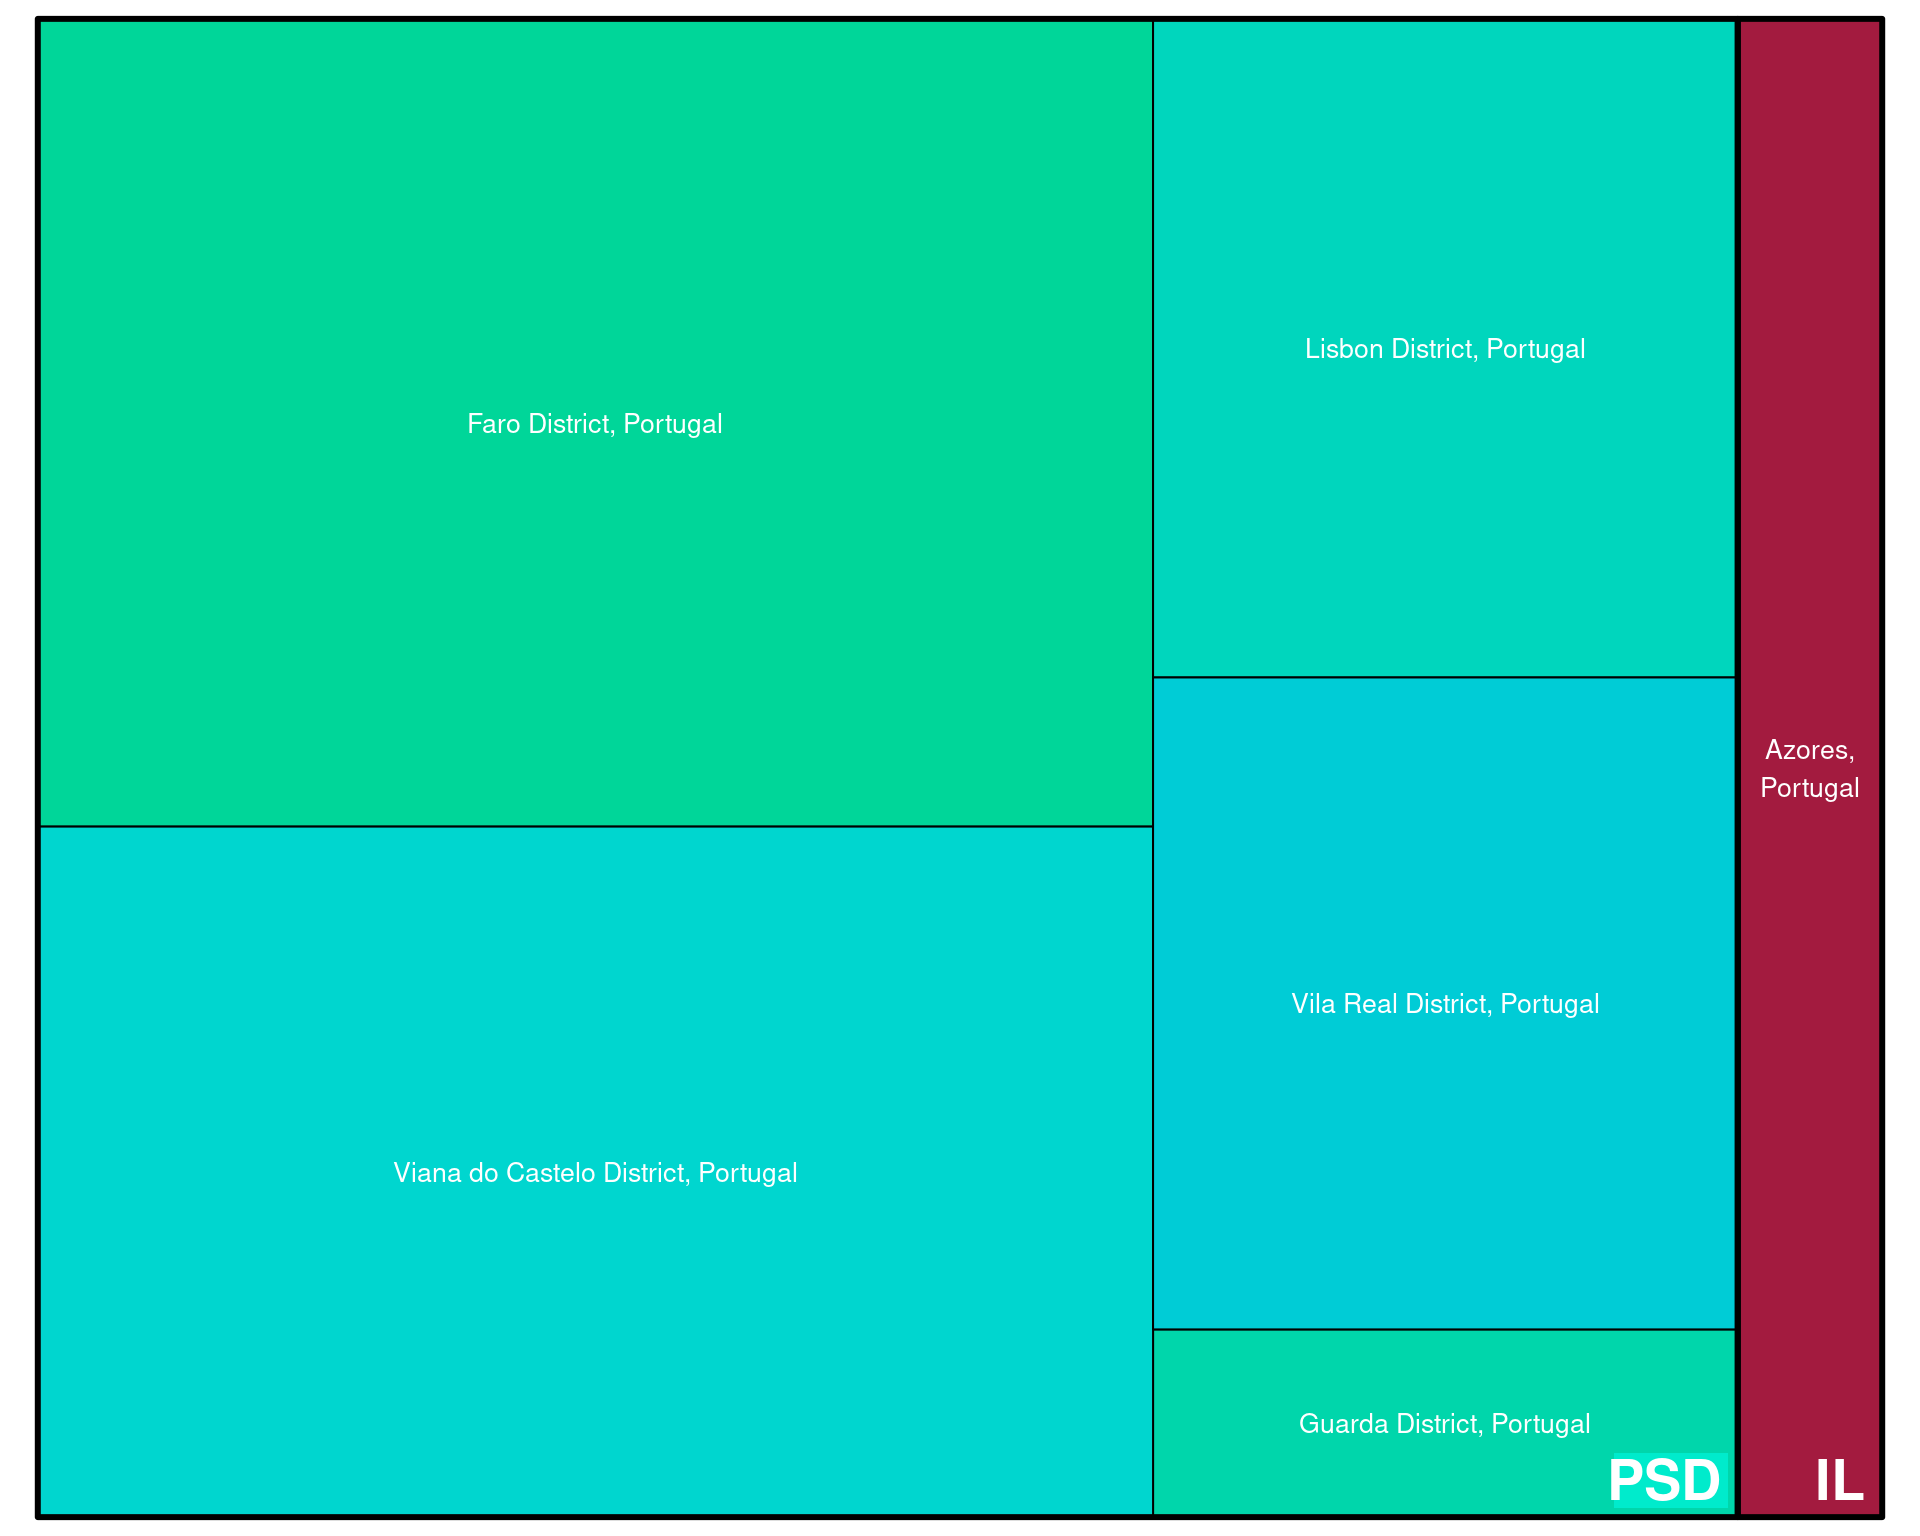 Faro District, Portugal
Viana do Castelo District, Portugal
Lisbon District, Portugal
Vila Real District, Portugal
Guarda District, Portugal
PSD
Azores,
Portugal
IL